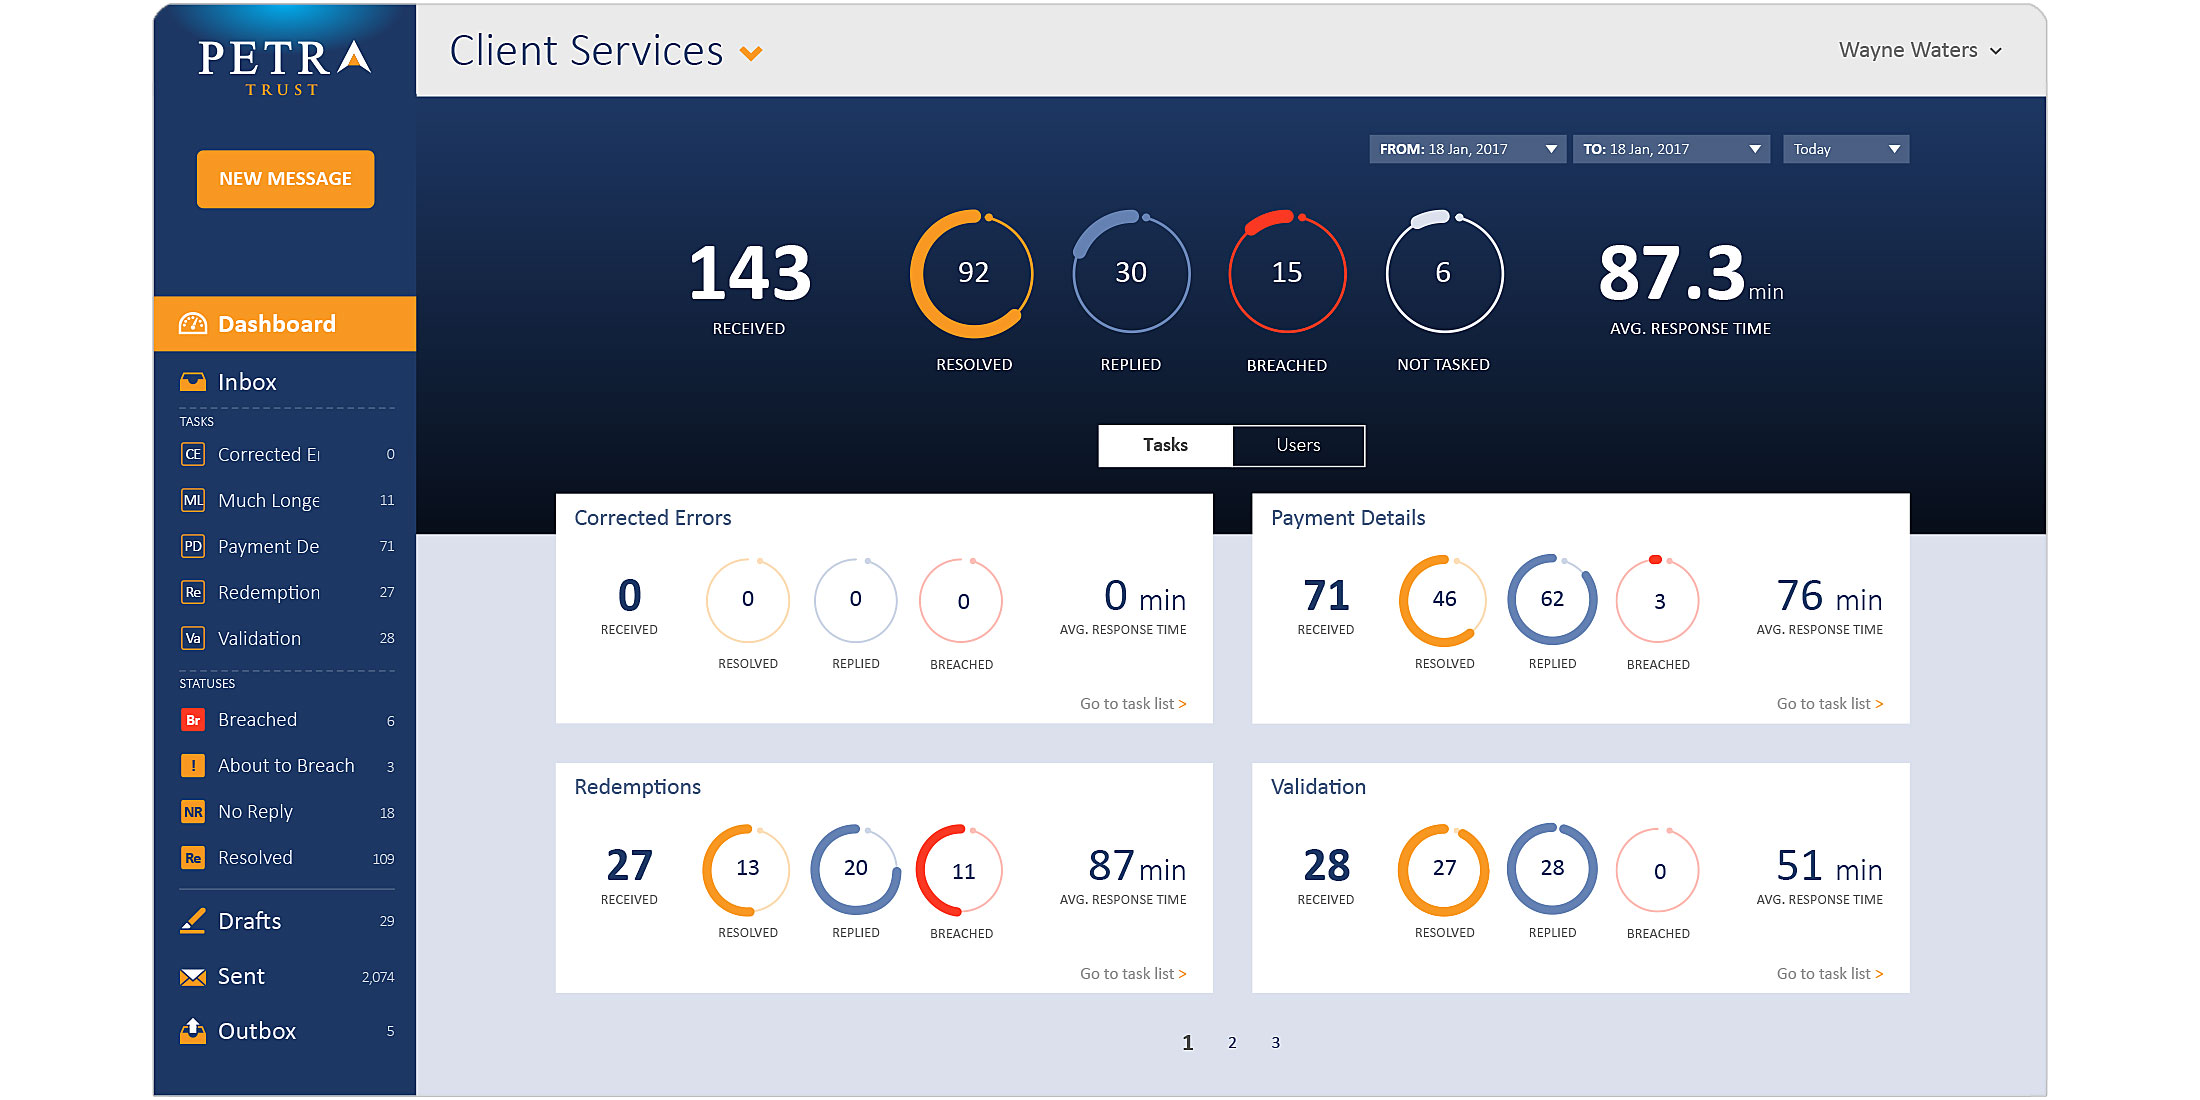 PETRA
TRUST
Client Services
Wayne Waters
NEW MESSAGE
FROM: 18 Jan, 2017
TO: 18 Jan, 2017
Today
143
RECEIVED
92
RESOLVED
30
REPLIED
15
BREACHED
6
NOT TASKED
87.3 min
AVG. RESPONSE TIME
Tasks
Users
Dashboard
Inbox
TASKS
CE Corrected Er 0
ML Much Longe 11
PD Payment De 71
Re Redemption 27
Va Validation 28
STATUSES
Br Breached 6
! About to Breach 3
NR No Reply 18
Re Resolved 109
Drafts 29
Sent 2,074
Outbox 5
Corrected Errors
0
RECEIVED
0
RESOLVED
0
REPLIED
0
BREACHED
0 min
AVG. RESPONSE TIME
Go to task list >
Payment Details
71
RECEIVED
46
RESOLVED
62
REPLIED
3
BREACHED
76 min
AVG. RESPONSE TIME
Go to task list >
Redemptions
27
RECEIVED
13
RESOLVED
20
REPLIED
11
BREACHED
87 min
AVG. RESPONSE TIME
Go to task list >
Validation
28
RECEIVED
27
RESOLVED
28
REPLIED
0
BREACHED
51 min
AVG. RESPONSE TIME
Go to task list >
1 2 3